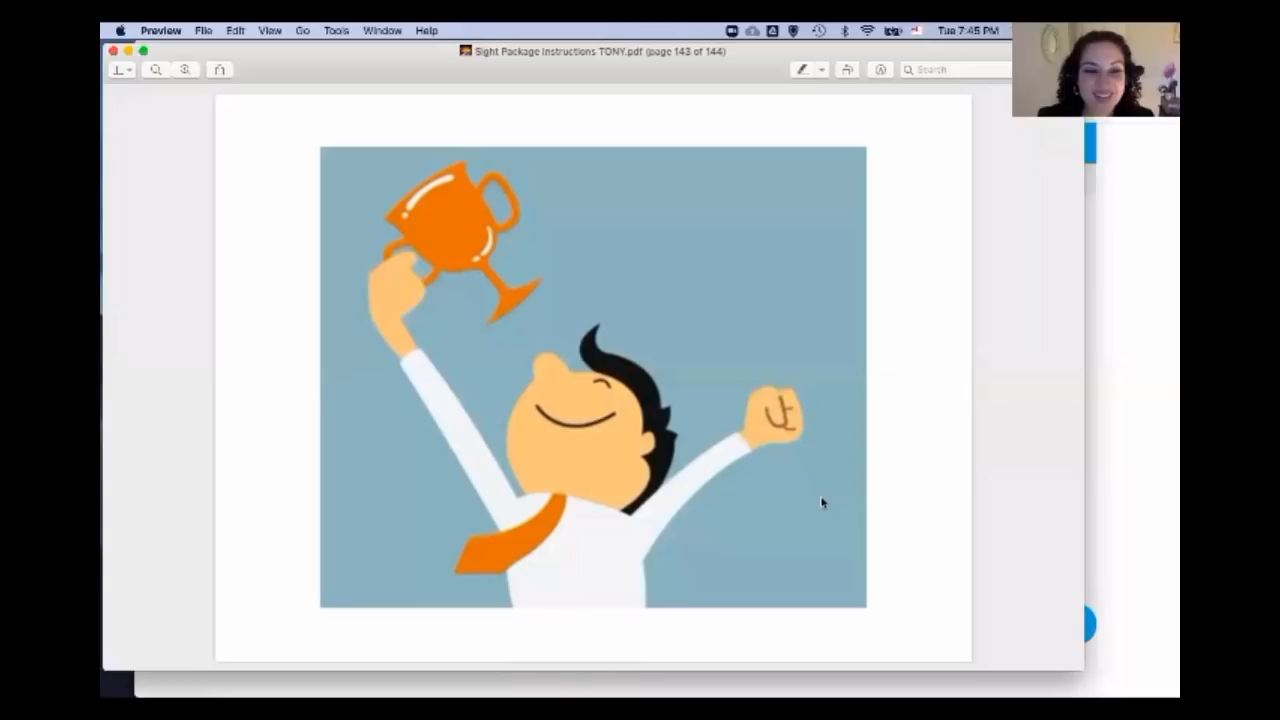 Preview File Edit View Go Tools Window Help Tue 7:45 PM
Sight Package Instructions TONY.pdf (page 143 of 144)
Search